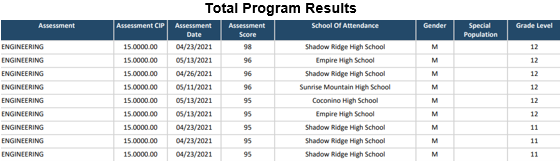 Total Program Results
Assessment Assessment CIP Assessment Date Assessment Score School Of Attendance Gender Special Population Grade Level
ENGINEERING 15.0000.00 04/23/2021 98 Shadow Ridge High School M 12
ENGINEERING 15.0000.00 05/13/2021 96 Empire High School M 12
ENGINEERING 15.0000.00 04/26/2021 96 Shadow Ridge High School M 12
ENGINEERING 15.0000.00 05/11/2021 96 Sunrise Mountain High School M 12
ENGINEERING 15.0000.00 05/13/2021 95 Coconino High School M 12
ENGINEERING 15.0000.00 05/13/2021 95 Empire High School M 12
ENGINEERING 15.0000.00 04/23/2021 95 Shadow Ridge High School M 11
ENGINEERING 15.0000.00 04/23/2021 95 Shadow Ridge High School M 11
ENGINEERING 15.0000.00 04/23/2021 95 Shadow Ridge High School M 11